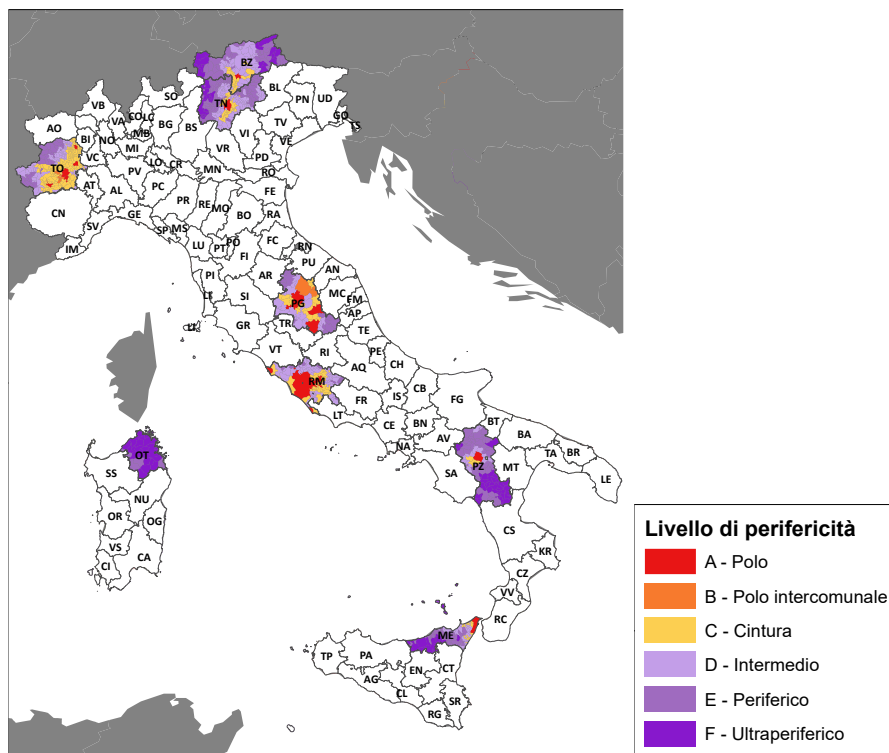 BZ
SO
TN
BL
PN
UD
VB
CO
LC
VA
AO
BI
NO
MB
BG
BS
TV
GO
TS
VI
VE
MI
VR
PD
TO
VC
LO
CR
MN
RO
PV
AT
AL
PC
FE
PR
RE
MO
CN
GE
BO
RA
SV
SP
MS
PO
IM
LU
PT
FC
RN
FI
PU
PI
AR
AN
LI
SI
MC
PG
FM
AP
LI
GR
TR
TE
VT
RI
PE
CH
AQ
RM
CB
FR
IS
FG
LT
BT
CE
BN
BA
OT
NA
AV
TA
BR
PZ
MT
SS
SA
LE
NU
OR
OG
CS
VS
CA
KR
CI
CZ
VV
RC
ME
TP
PA
EN
CT
AG
CL
SR
RG
Livello di perifericità
A - Polo
B - Polo intercomunale
C - Cintura
D - Intermedio
E - Periferico
F - Ultraperiferico